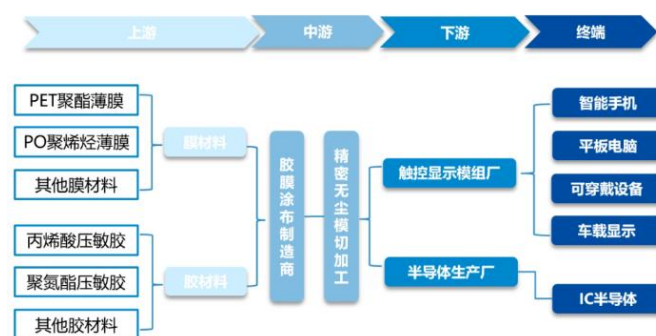 上游
中游
下游
终端
PET聚酯薄膜
PO聚烯烃薄膜
其他膜材料
膜材料
丙烯酸压敏胶
聚氨酯压敏胶
其他胶材料
胶材料
胶膜涂布制造商
精密无尘模切加工
触控显示模组厂
半导体生产厂
智能手机
平板电脑
可穿戴设备
车载显示
IC半导体